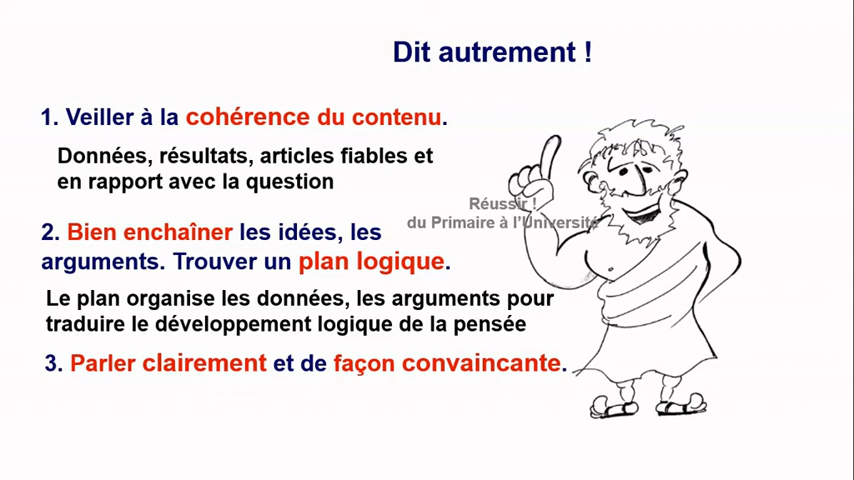 Dit autrement !
1. Veiller à la cohérence du contenu.
Données, résultats, articles fiables et
en rapport avec la question
Réussir !
du Primaire à l'Université
2. Bien enchaîner les idées, les
arguments. Trouver un plan logique.
Le plan organise les données, les arguments pour
traduire le développement logique de la pensée
3. Parler clairement et de façon convaincante.